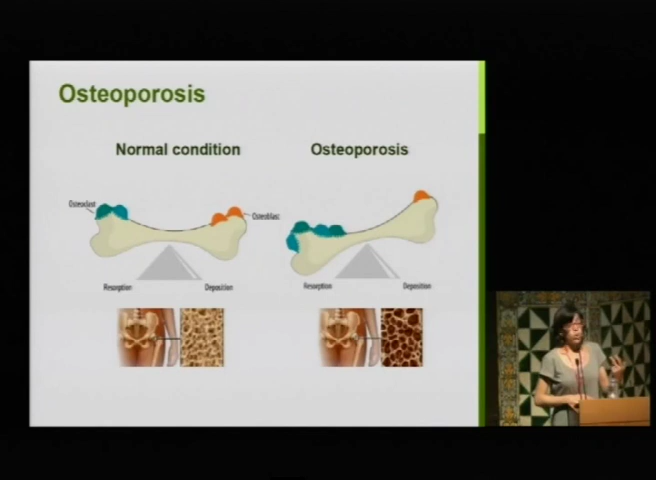 Osteoporosis
Normal condition
Osteoporosis
Osteoclast
Osteoblast
Resorption
Deposition
Resorption
Deposition